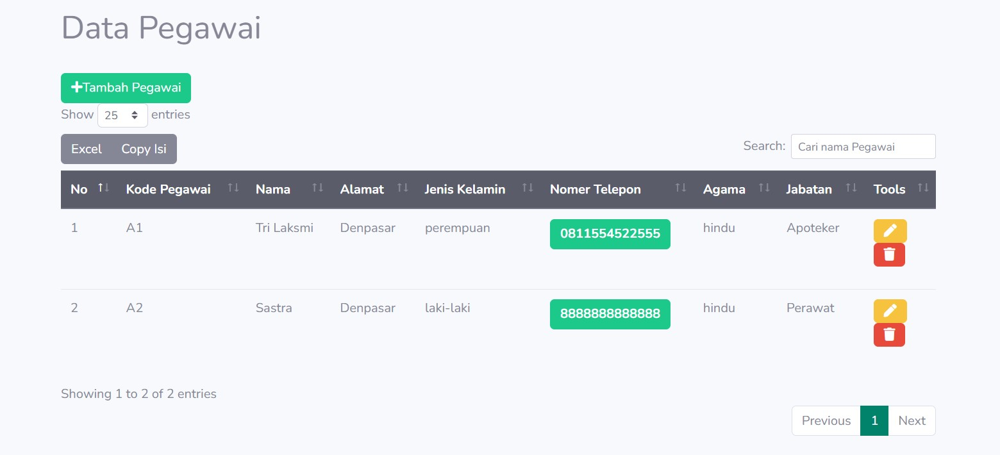 Data Pegawai
Tambah Pegawai
Show 25 entries
Excel Copy Isi Search: Cari nama Pegawai
No Kode Pegawai Nama Alamat Jenis Kelamin Nomer Telepon Agama Jabatan Tools
1 A1 Tri Laksmi Denpasar perempuan 0811554522555 hindu Apoteker
2 A2 Sastra Denpasar laki-laki 8888888888888 hindu Perawat
Showing 1 to 2 of 2 entries
Previous 1 Next